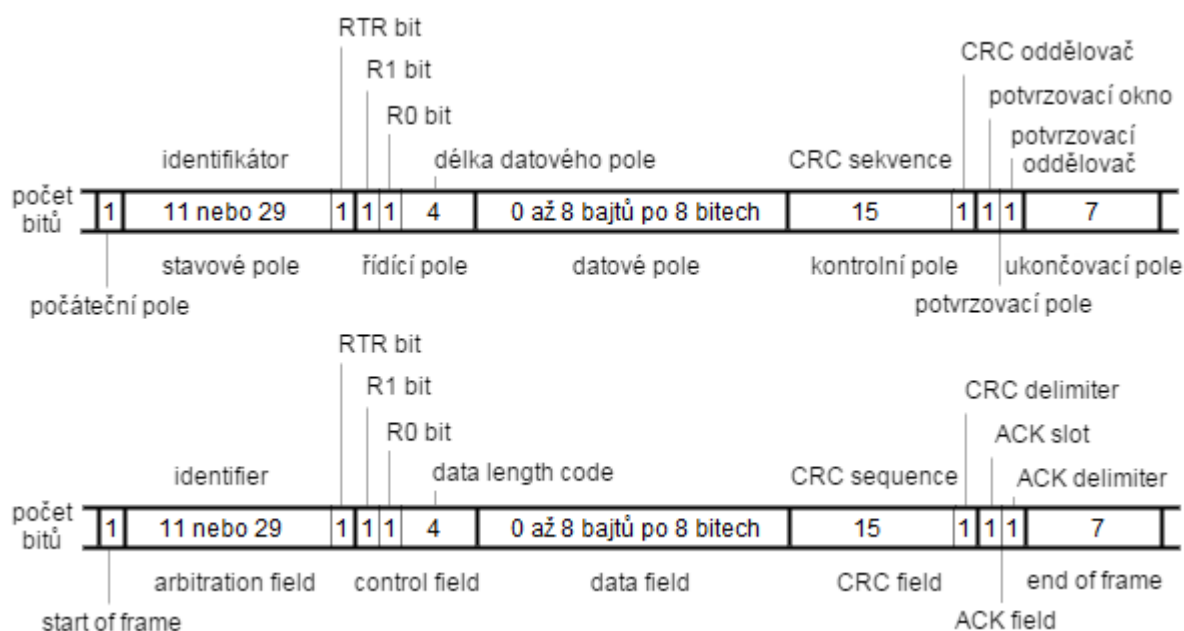 RTR bit
R1 bit
R0 bit
CRC oddělovač
potvrzovací okno
potvrzovací
oddělovač
identifikátor
délka datového pole
CRC sekvence
počet
bitů
1 11 nebo 29 1 1 1 4 0 až 8 bajtů po 8 bitech 15 1 1 1 7
stavové pole řídící pole datové pole kontrolní pole ukončovací pole
počáteční pole
potvrzovací pole
RTR bit
R1 bit
R0 bit
CRC delimiter
ACK slot
ACK delimiter
identifier
data length code
CRC sequence
počet
bitů
1 11 nebo 29 1 1 1 4 0 až 8 bajtů po 8 bitech 15 1 1 1 7
arbitration field control field data field CRC field end of frame
start of frame
ACK field